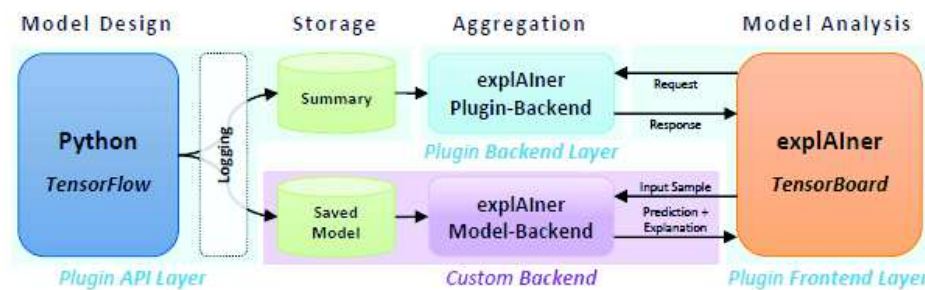 Model Design
Storage
Aggregation
Model Analysis
Python
TensorFlow
Logging
Summary
explAIner
Plugin-Backend
Request
Response
explAIner
TensorBoard
Plugin Backend Layer
Saved
Model
explAIner
Model-Backend
Input Sample
Prediction +
Explanation
Plugin API Layer
Custom Backend
Plugin Frontend Layer